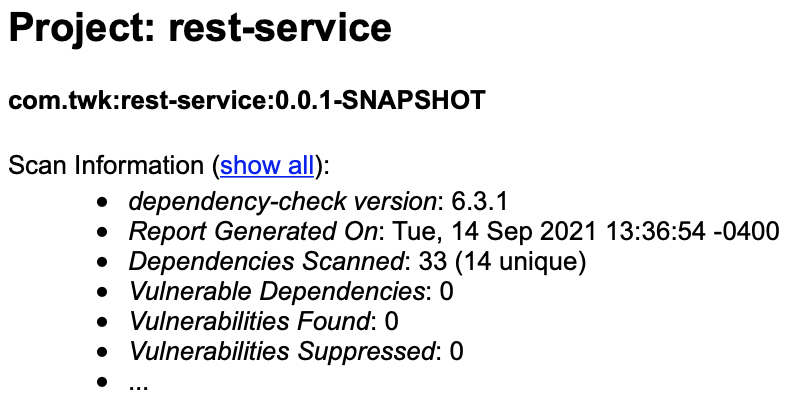 Project: rest-service
com.twk:rest-service:0.0.1-SNAPSHOT
Scan Information (show all):
• dependency-check version: 6.3.1
• Report Generated On: Tue, 14 Sep 2021 13:36:54 -0400
• Dependencies Scanned: 33 (14 unique)
• Vulnerable Dependencies: 0
• Vulnerabilities Found: 0
• Vulnerabilities Suppressed: 0
• ...